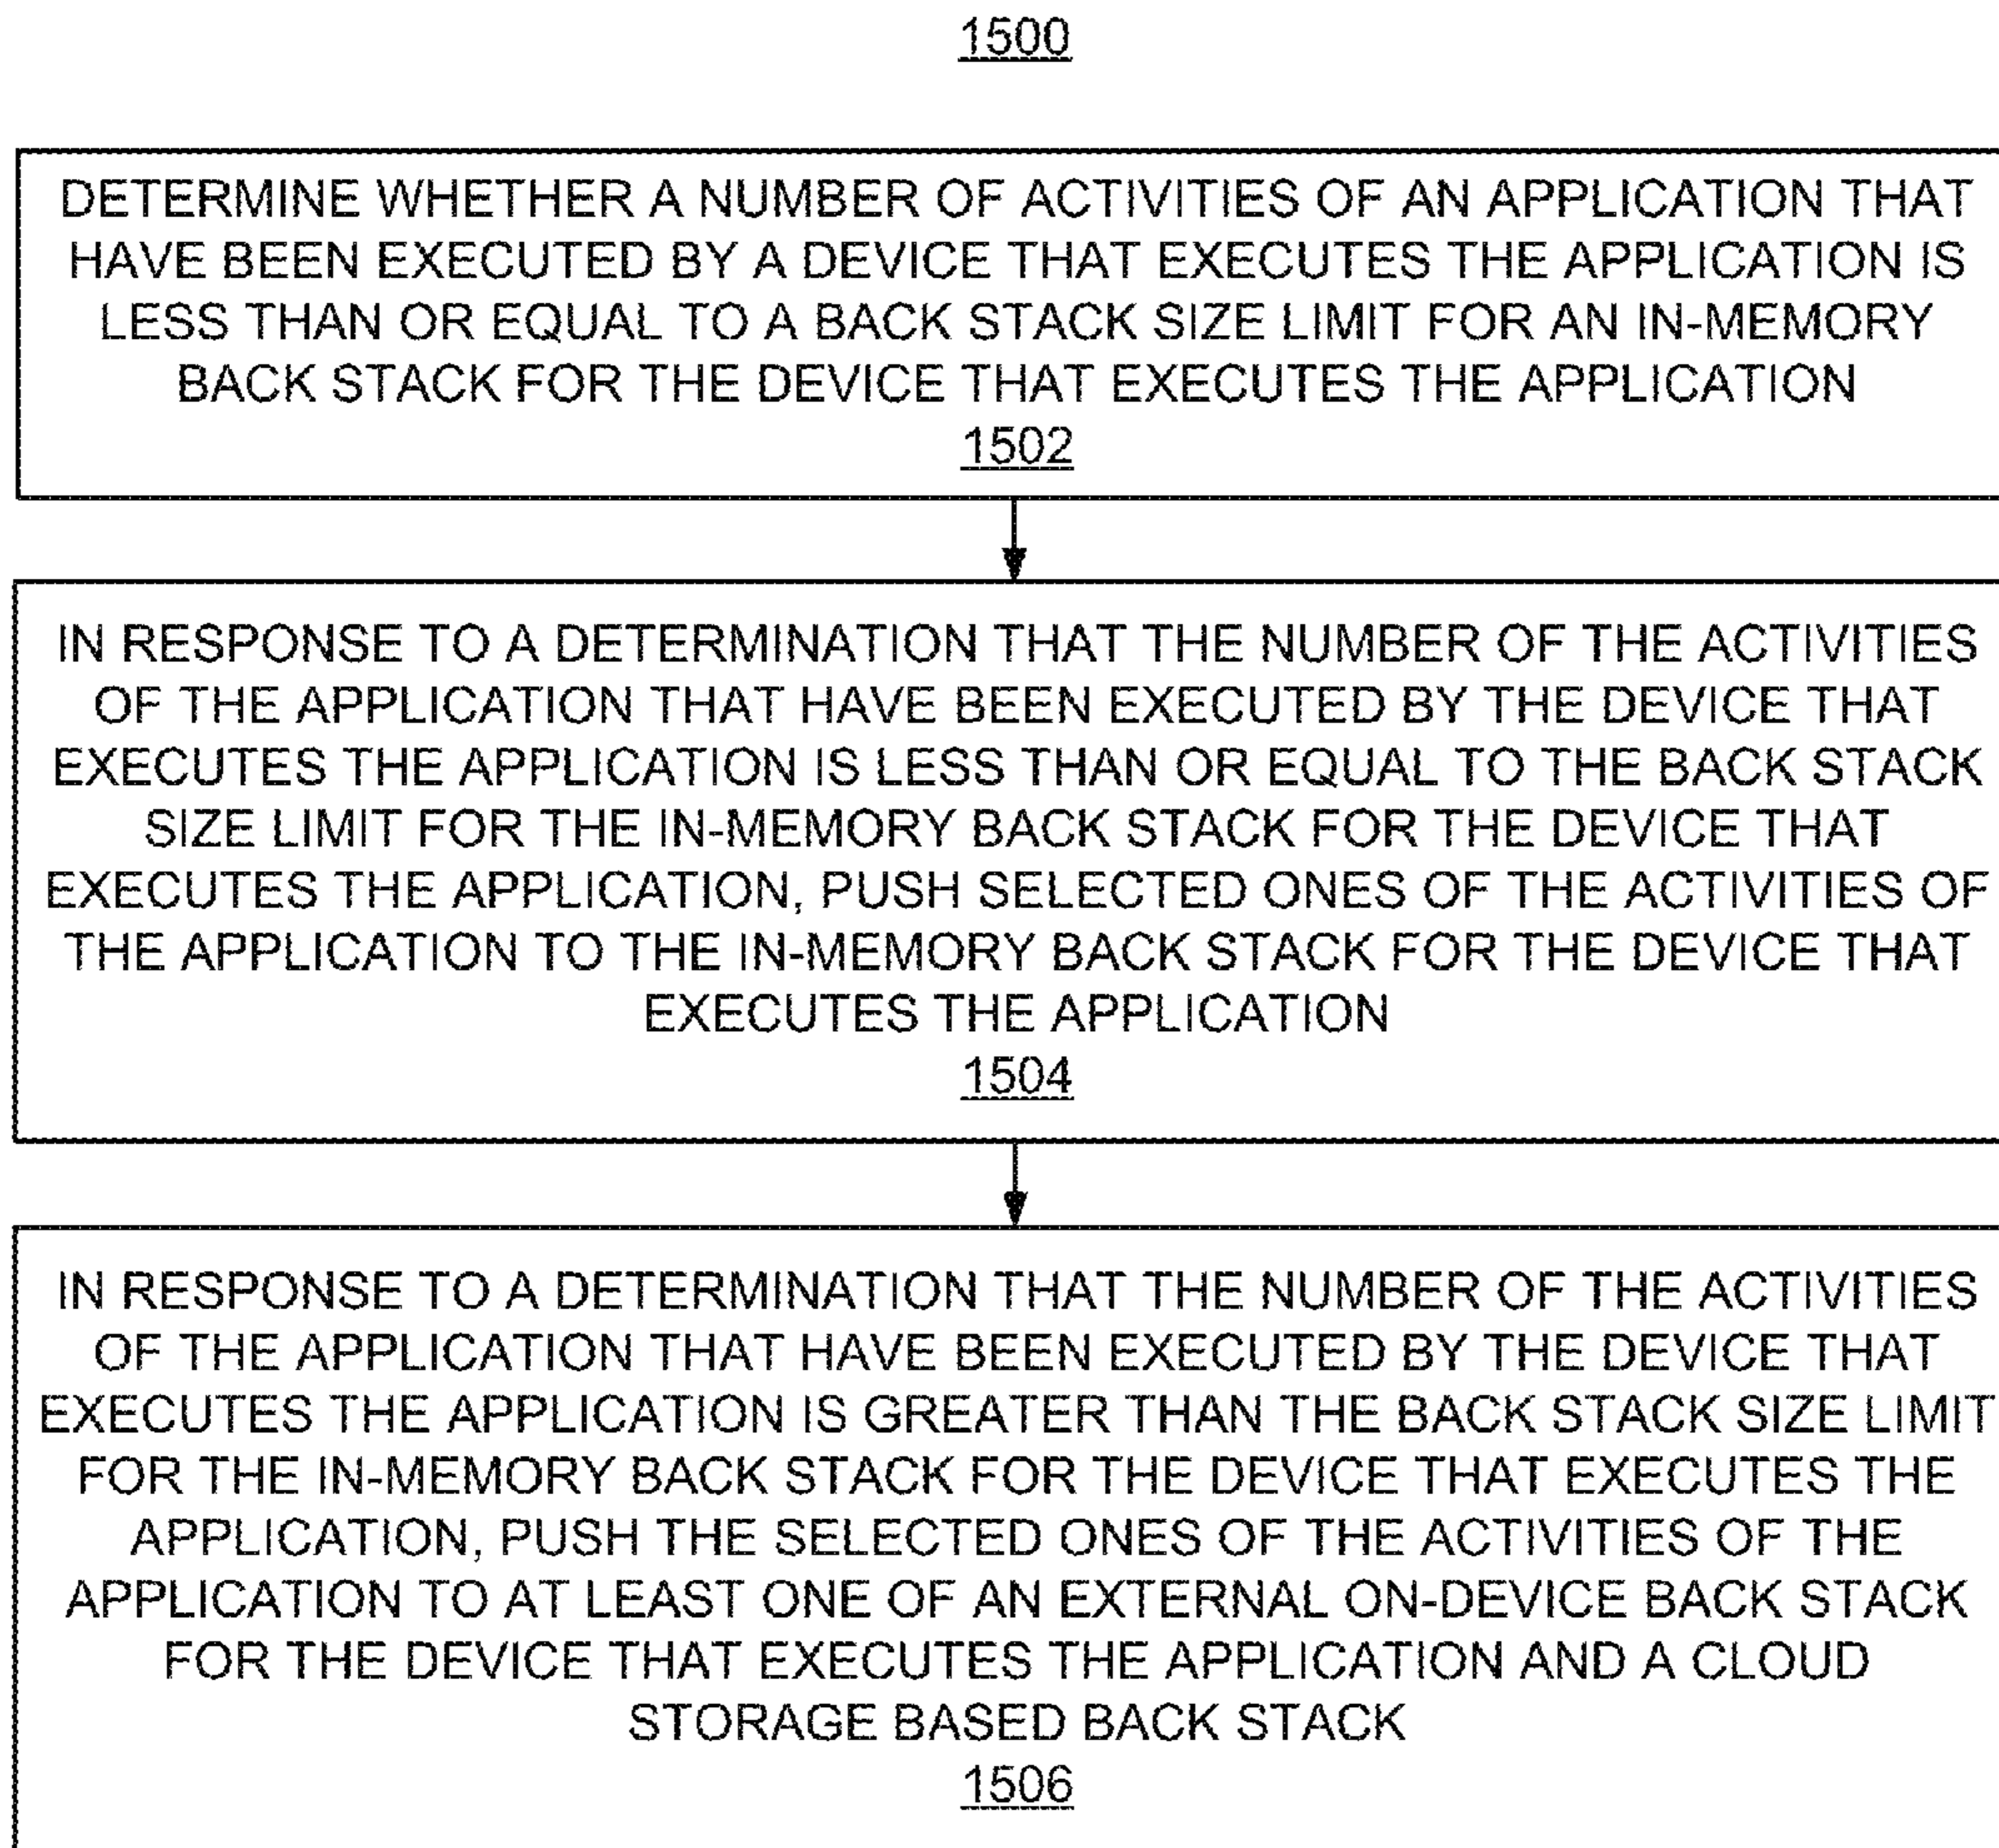 1500
DETERMINE WHETHER A NUMBER OF ACTIVITIES OF AN APPLICATION THAT
HAVE BEEN EXECUTED BY A DEVICE THAT EXECUTES THE APPLICATION IS
LESS THAN OR EQUAL TO A BACK STACK SIZE LIMIT FOR AN IN-MEMORY
BACK STACK FOR THE DEVICE THAT EXECUTES THE APPLICATION
1502
IN RESPONSE TO A DETERMINATION THAT THE NUMBER OF THE ACTIVITIES
OF THE APPLICATION THAT HAVE BEEN EXECUTED BY THE DEVICE THAT
EXECUTES THE APPLICATION IS LESS THAN OR EQUAL TO THE BACK STACK
SIZE LIMIT FOR THE IN-MEMORY BACK STACK FOR THE DEVICE THAT
EXECUTES THE APPLICATION, PUSH SELECTED ONES OF THE ACTIVITIES OF
THE APPLICATION TO THE IN-MEMORY BACK STACK FOR THE DEVICE THAT
EXECUTES THE APPLICATION
1504
IN RESPONSE TO A DETERMINATION THAT THE NUMBER OF THE ACTIVITIES
OF THE APPLICATION THAT HAVE BEEN EXECUTED BY THE DEVICE THAT
EXECUTES THE APPLICATION IS GREATER THAN THE BACK STACK SIZE LIMIT
FOR THE IN-MEMORY BACK STACK FOR THE DEVICE THAT EXECUTES THE
APPLICATION, PUSH THE SELECTED ONES OF THE ACTIVITIES OF THE
APPLICATION TO AT LEAST ONE OF AN EXTERNAL ON-DEVICE BACK STACK
FOR THE DEVICE THAT EXECUTES THE APPLICATION AND A CLOUD
STORAGE BASED BACK STACK
1506